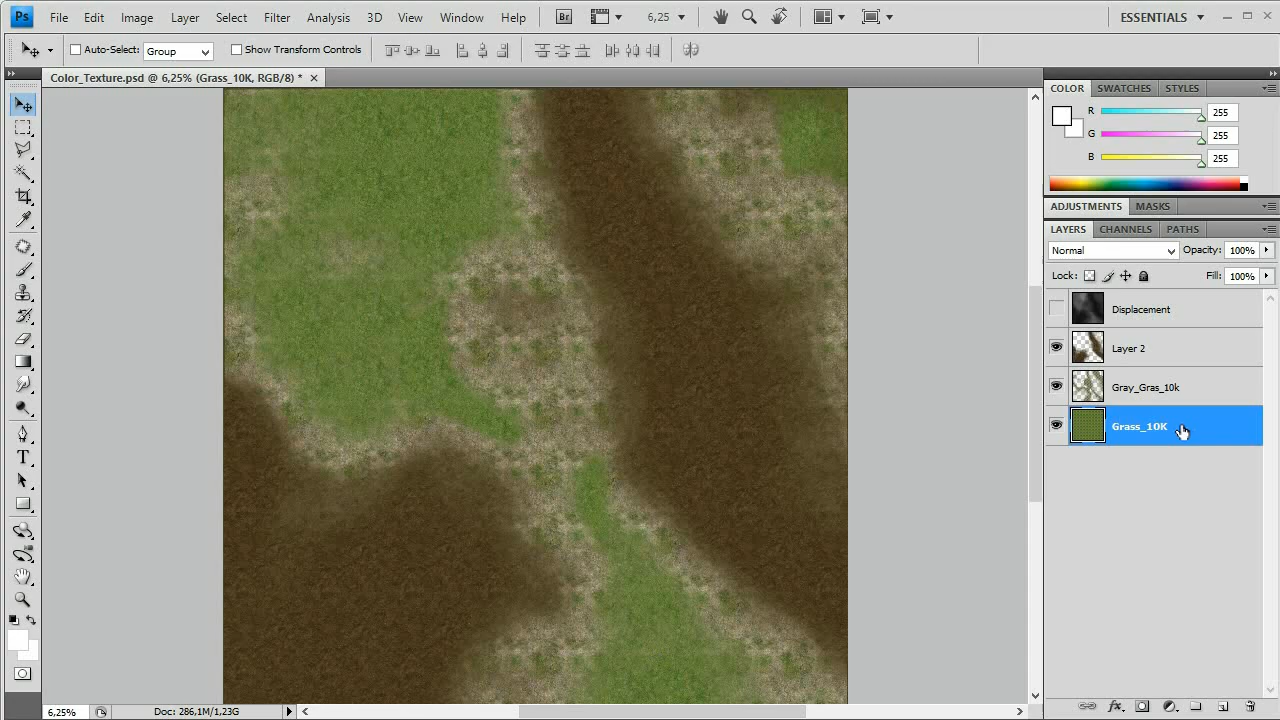 Ps File Edit Image Layer Select Filter Analysis 3D View Window Help Br 6,25 ESSENTIALS
Auto-Select: Group Show Transform Controls
Color_Texture.psd @ 6,25% (Grass_10K, RGB/8) *
COLOR SWATCHES STYLES
R 255
G 255
B 255
ADJUSTMENTS MASKS
LAYERS CHANNELS PATHS
Normal Opacity: 100%
Lock: Fill: 100%
Displacement
Layer 2
Gray_Gras_10k
Grass_10K
T
6,25% Doc: 286,1M/1,23G
fx